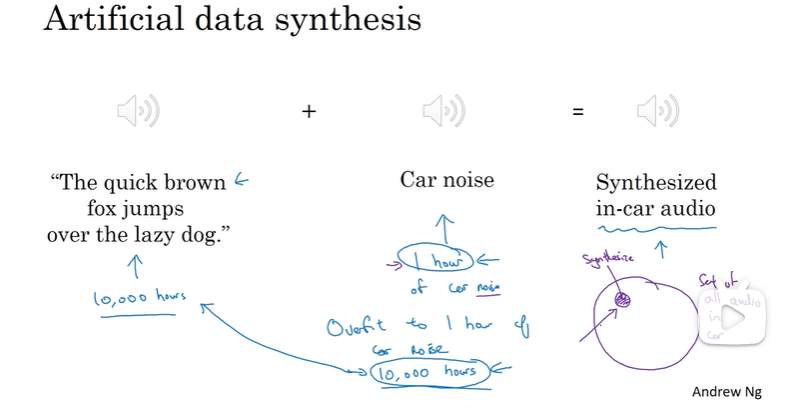 Artificial data synthesis
+
=
“The quick brown
fox jumps
over the lazy dog.”
10,000 hours
Car noise
1 hour
of car noise
Overfit to 1 hour of
car noise
10,000 hours
Synthesized
in-car audio
Synthesize
Set of
all audio
in
car
Andrew Ng